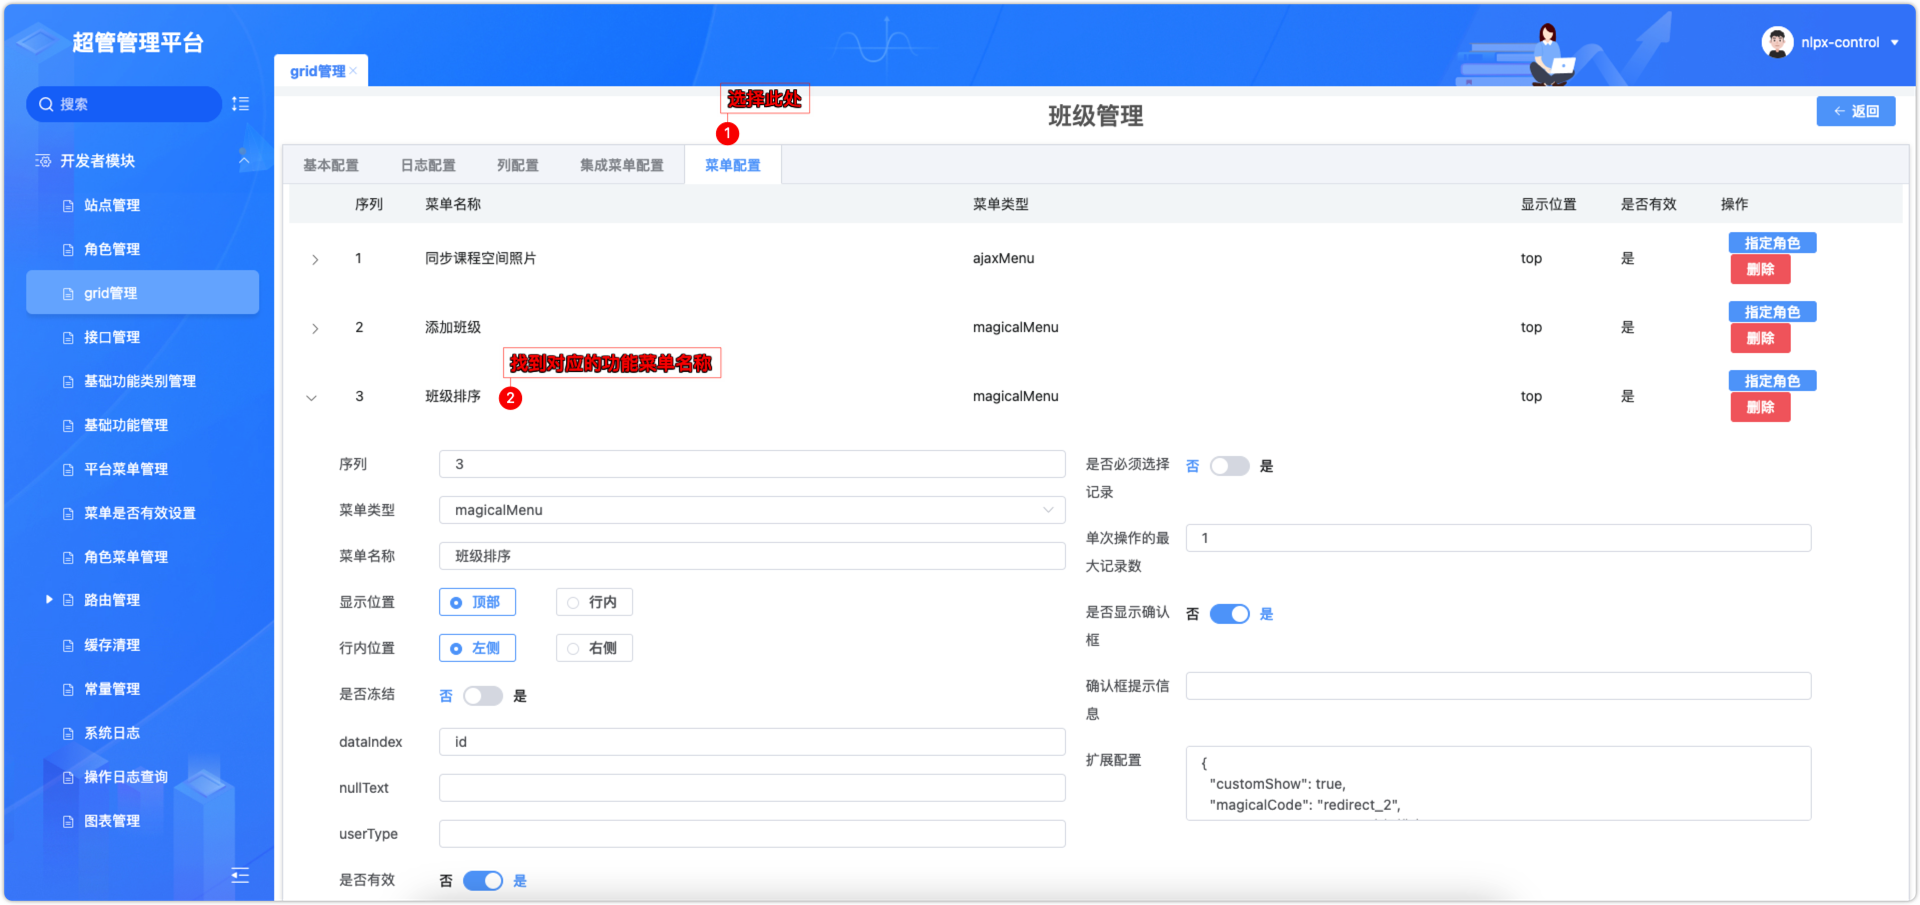 超管管理平台
nlpx-control
grid管理
搜索
选择此处
1
班级管理
返回
开发者模块
站点管理
角色管理
grid管理
接口管理
基础功能类别管理
基础功能管理
平台菜单管理
菜单是否有效设置
角色菜单管理
路由管理
缓存清理
常量管理
系统日志
操作日志查询
图表管理
基本配置 日志配置 列配置 集成菜单配置 菜单配置
序列 菜单名称 菜单类型 显示位置 是否有效 操作
1 同步课程空间照片 ajaxMenu top 是 指定角色
删除
2 添加班级 magicalMenu top 是 指定角色
删除
找到对应的功能菜单名称
3 班级排序 2 magicalMenu top 是 指定角色
删除
序列 3
菜单类型 magicalMenu
菜单名称 班级排序
显示位置 顶部 行内
行内位置 左侧 右侧
是否冻结 否 是
dataIndex id
nullText
userType
是否有效 否 是
是否必须选择 否 是
记录
单次操作的最 1
大记录数
是否显示确认 否 是
框
确认框提示信
息
扩展配置
{
"customShow": true,
"magicalCode": "redirect_2",